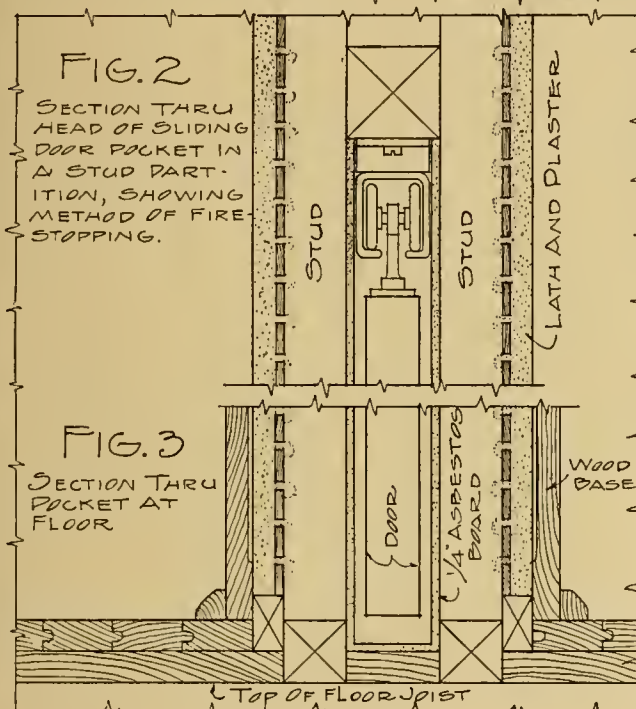 FIG. 2
SECTION THRU
HEAD OF SLIDING
DOOR POCKET IN
A STUD PART-
ITION, SHOWING
METHOD OF FIRE-
STOPPING.
STUD
STUD
LATH AND PLASTER
FIG. 3
SECTION THRU
POCKET AT
FLOOR
DOOR
1/4" ASBESTOS
BOARD
WOOD
BASE
TOP OF FLOOR JOIST